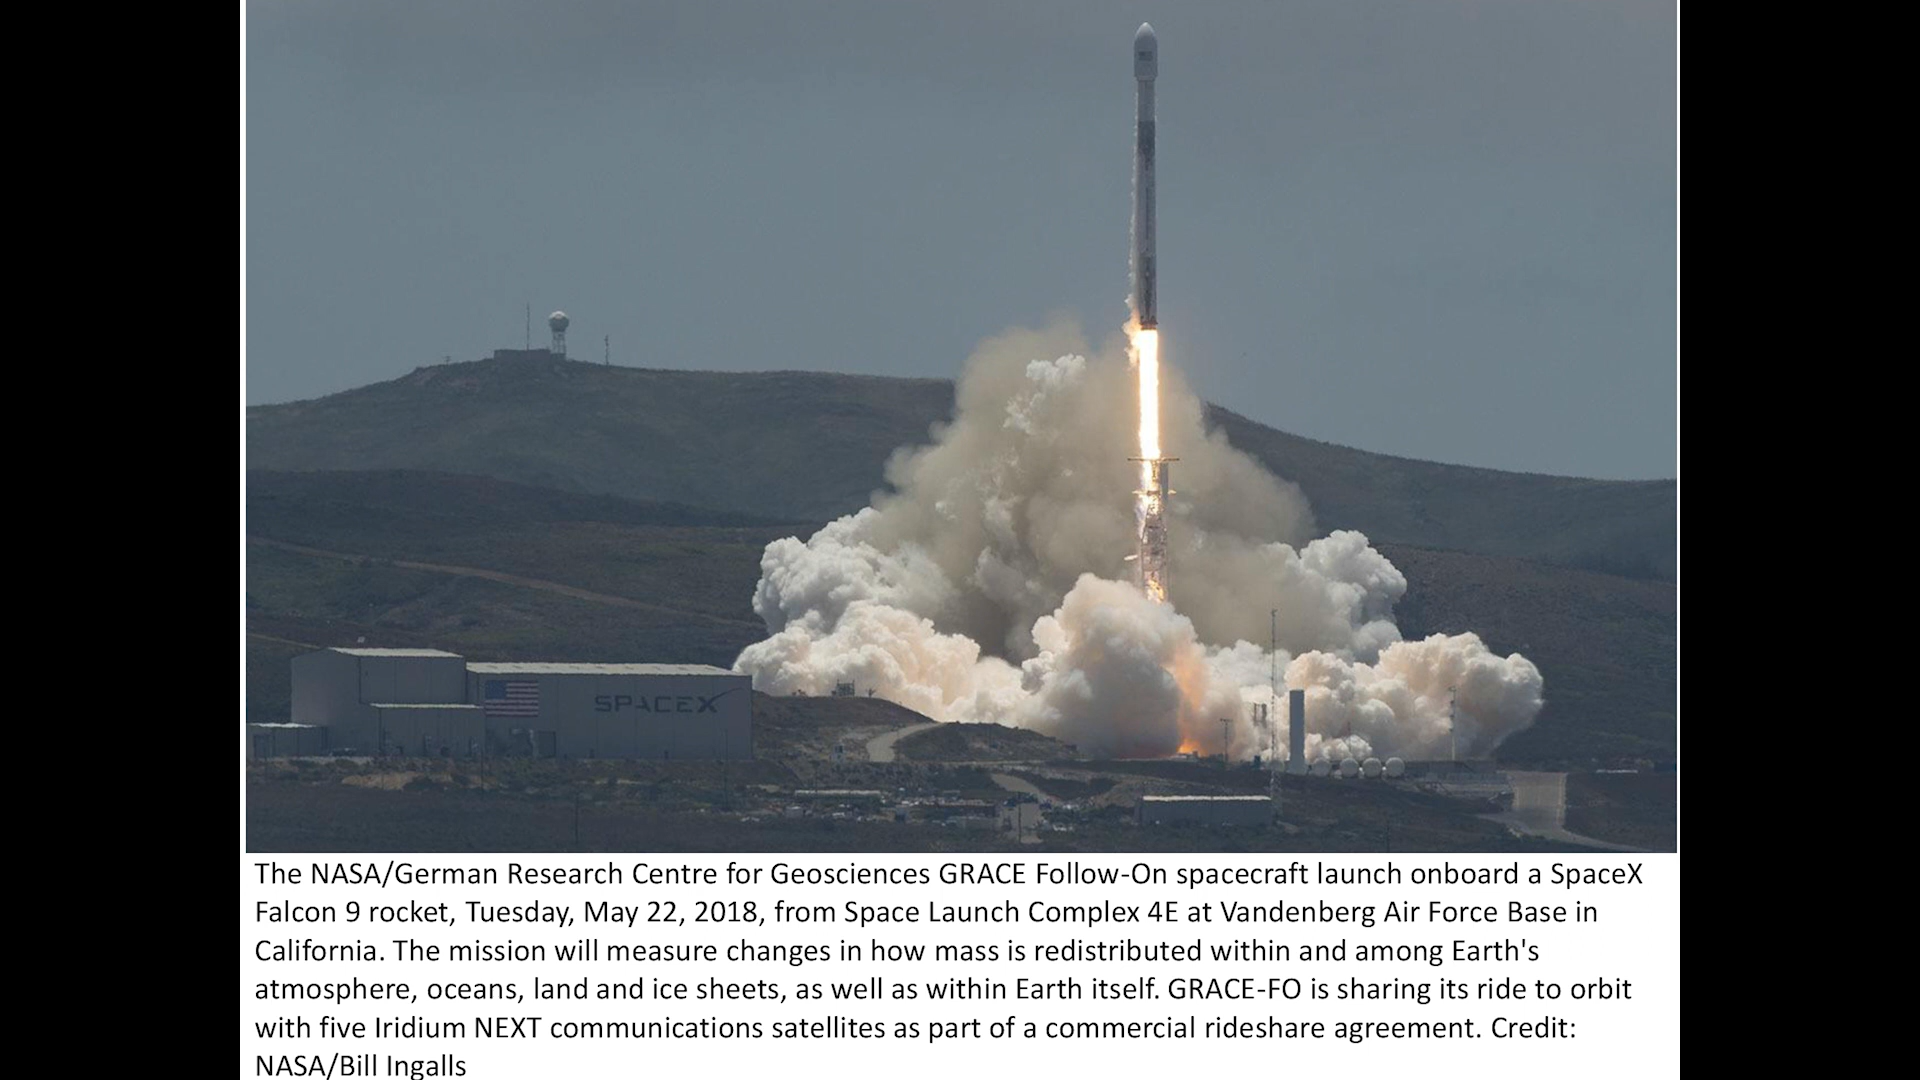 SPACEX
The NASA/German Research Centre for Geosciences GRACE Follow-On spacecraft launch onboard a SpaceX
Falcon 9 rocket, Tuesday, May 22, 2018, from Space Launch Complex 4E at Vandenberg Air Force Base in
California. The mission will measure changes in how mass is redistributed within and among Earth's
atmosphere, oceans, land and ice sheets, as well as within Earth itself. GRACE-FO is sharing its ride to orbit
with five Iridium NEXT communications satellites as part of a commercial rideshare agreement. Credit:
NASA/Bill Ingalls